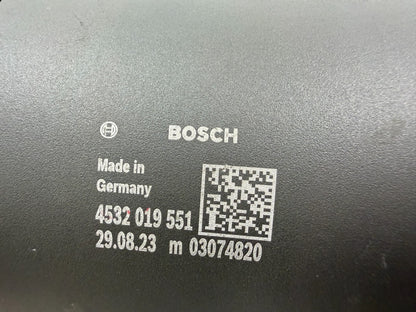 BOSCH
Made in
Germany
4532 019 551
29.08.23 m 03074820